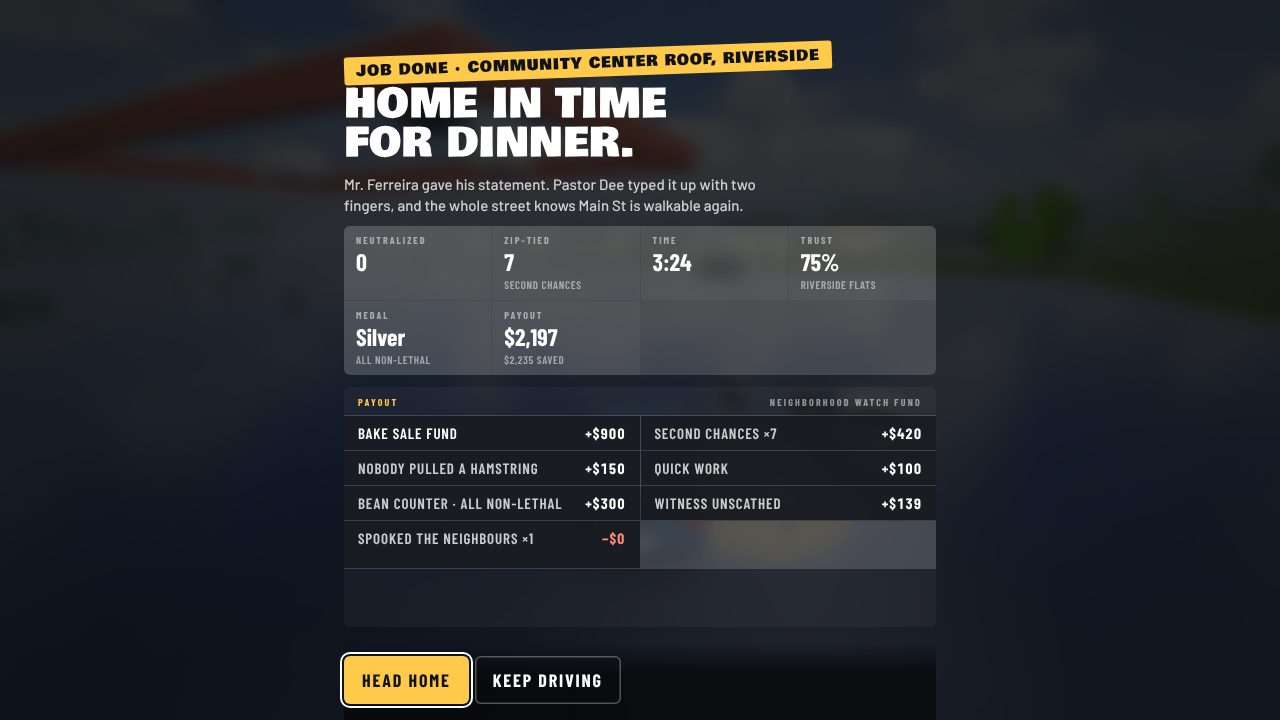 JOB DONE · COMMUNITY CENTER ROOF, RIVERSIDE
HOME IN TIME
FOR DINNER.
Mr. Ferreira gave his statement. Pastor Dee typed it up with two
fingers, and the whole street knows Main St is walkable again.
NEUTRALIZED
0
ZIP-TIED
7
SECOND CHANCES
TIME
3:24
TRUST
75%
RIVERSIDE FLATS
MEDAL
Silver
ALL NON-LETHAL
PAYOUT
$2,197
$2,235 SAVED
PAYOUT NEIGHBORHOOD WATCH FUND
BAKE SALE FUND +$900
SECOND CHANCES ×7 +$420
NOBODY PULLED A HAMSTRING +$150
QUICK WORK +$100
BEAN COUNTER · ALL NON-LETHAL +$300
WITNESS UNSCATHED +$139
SPOOKED THE NEIGHBOURS ×1 −$0
HEAD HOME
KEEP DRIVING